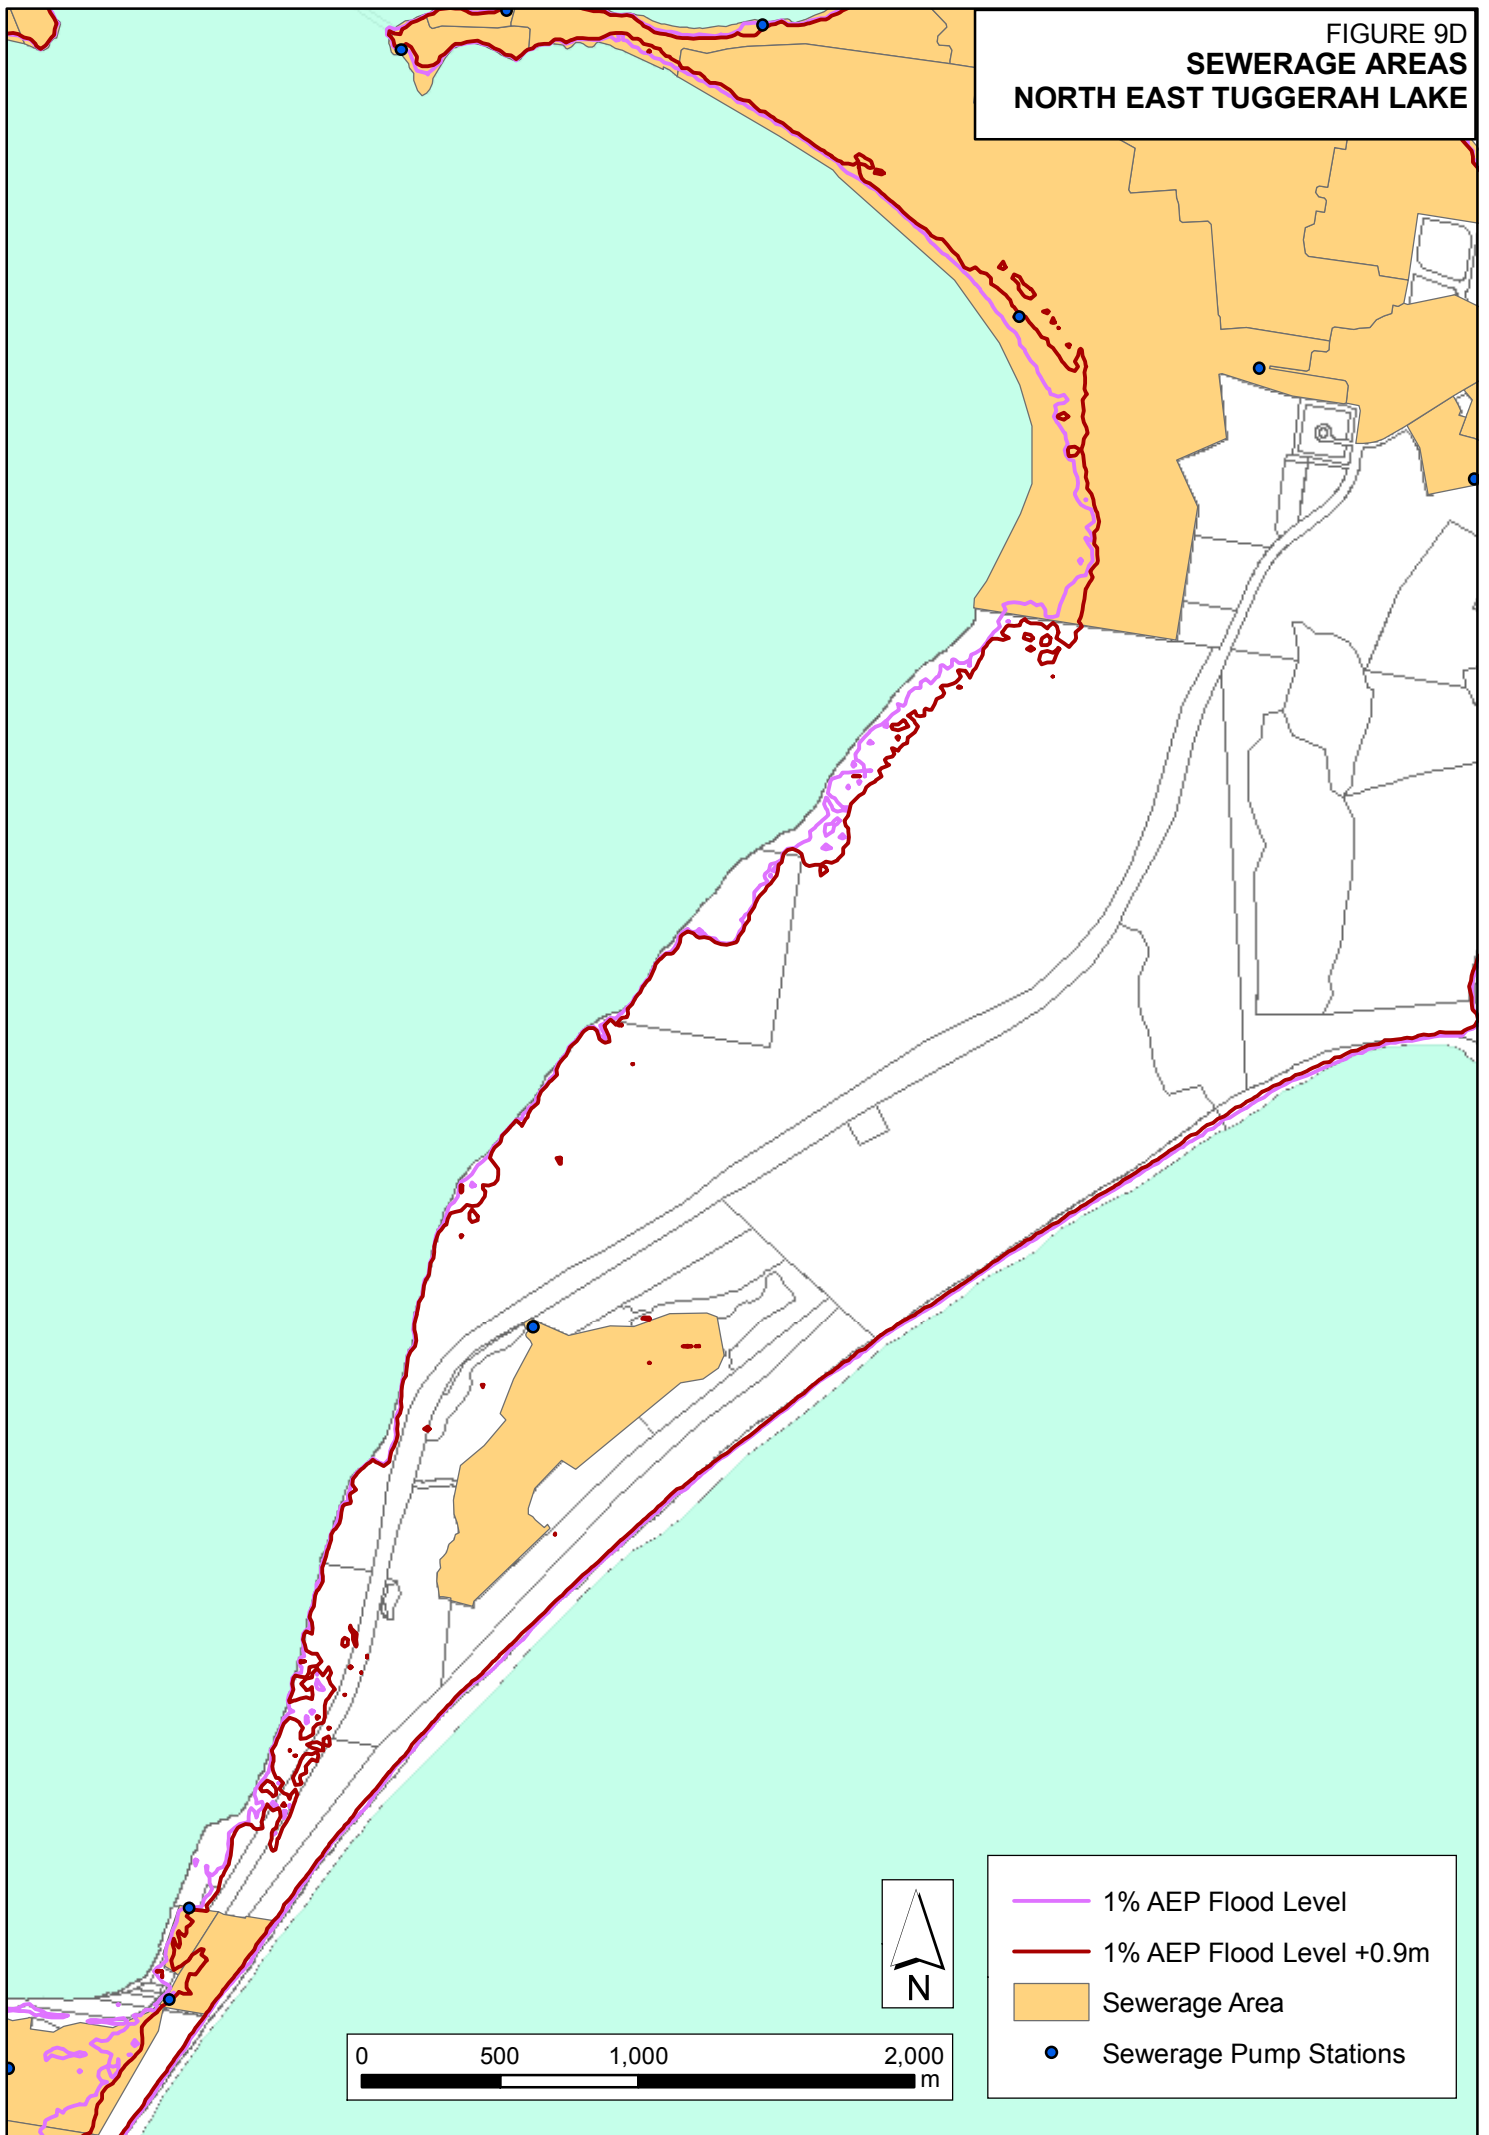 FIGURE 9D
SEWERAGE AREAS
NORTH EAST TUGGERAH LAKE
1% AEP Flood Level
1% AEP Flood Level +0.9m
Sewerage Area
Sewerage Pump Stations
N
0 500 1,000 2,000
m